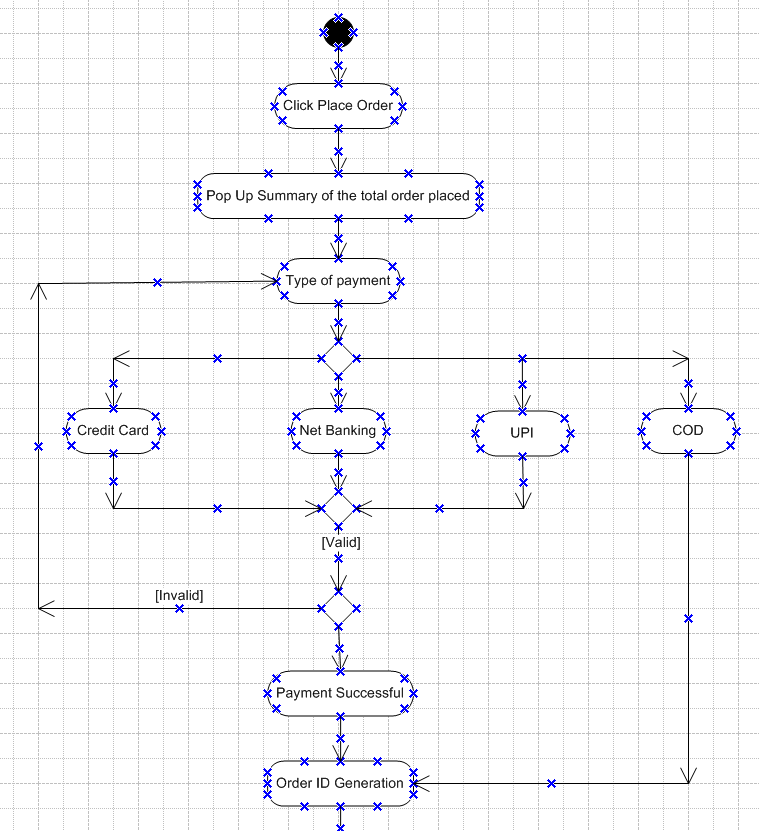 Click Place Order
Pop Up Summary of the total order placed
Type of payment
Credit Card
Net Banking
UPI
COD
[Valid]
[Invalid]
Payment Successful
Order ID Generation